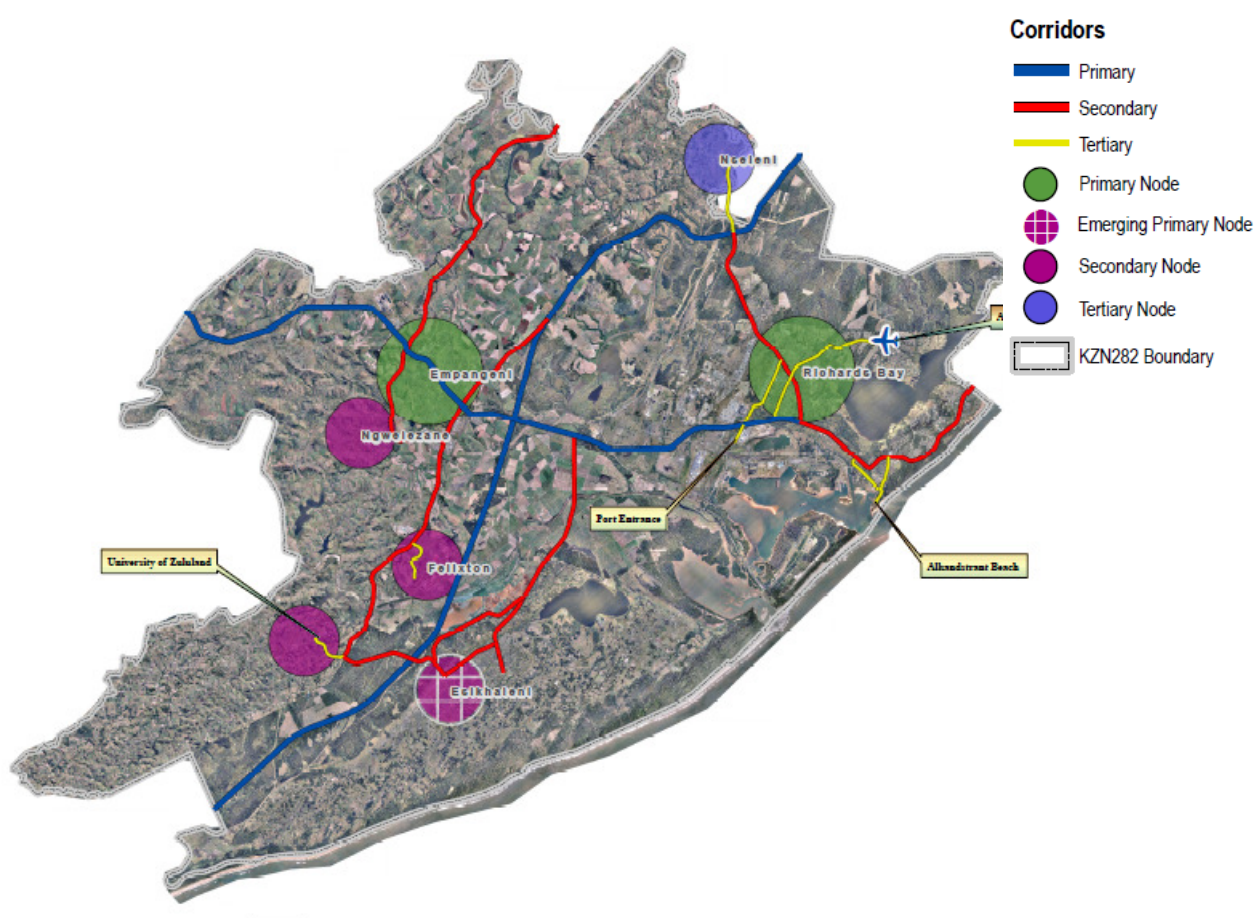 Corridors
Primary
Secondary
Tertiary
Primary Node
Emerging Primary Node
Secondary Node
Tertiary Node
KZN282 Boundary
Nseleni
A
Empangeni
Richards Bay
Ngwelezane
Port Entrance
University of Zululand
Felixton
Alkandstrant Beach
Esikhaleni